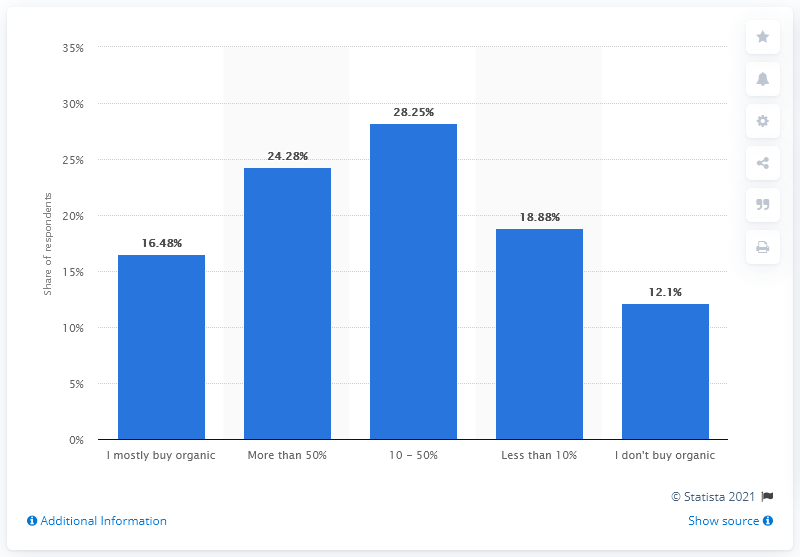 35%
30%
25%
20%
15%
10%
5%
0%
Share of respondents
16.48%
24.28%
28.25%
18.88%
12.1%
I mostly buy organic
More than 50%
10 - 50%
Less than 10%
I don't buy organic
© Statista 2021
Additional Information
Show source